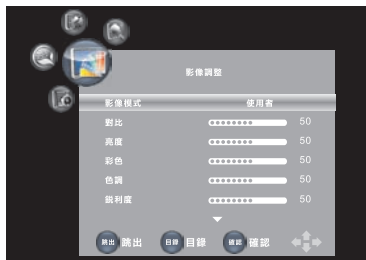 影像調整
影像模式 使用者
對比 50
亮度 50
彩色 50
色調 50
銳利度 50
跳出 跳出 目錄 目錄 確認 確認